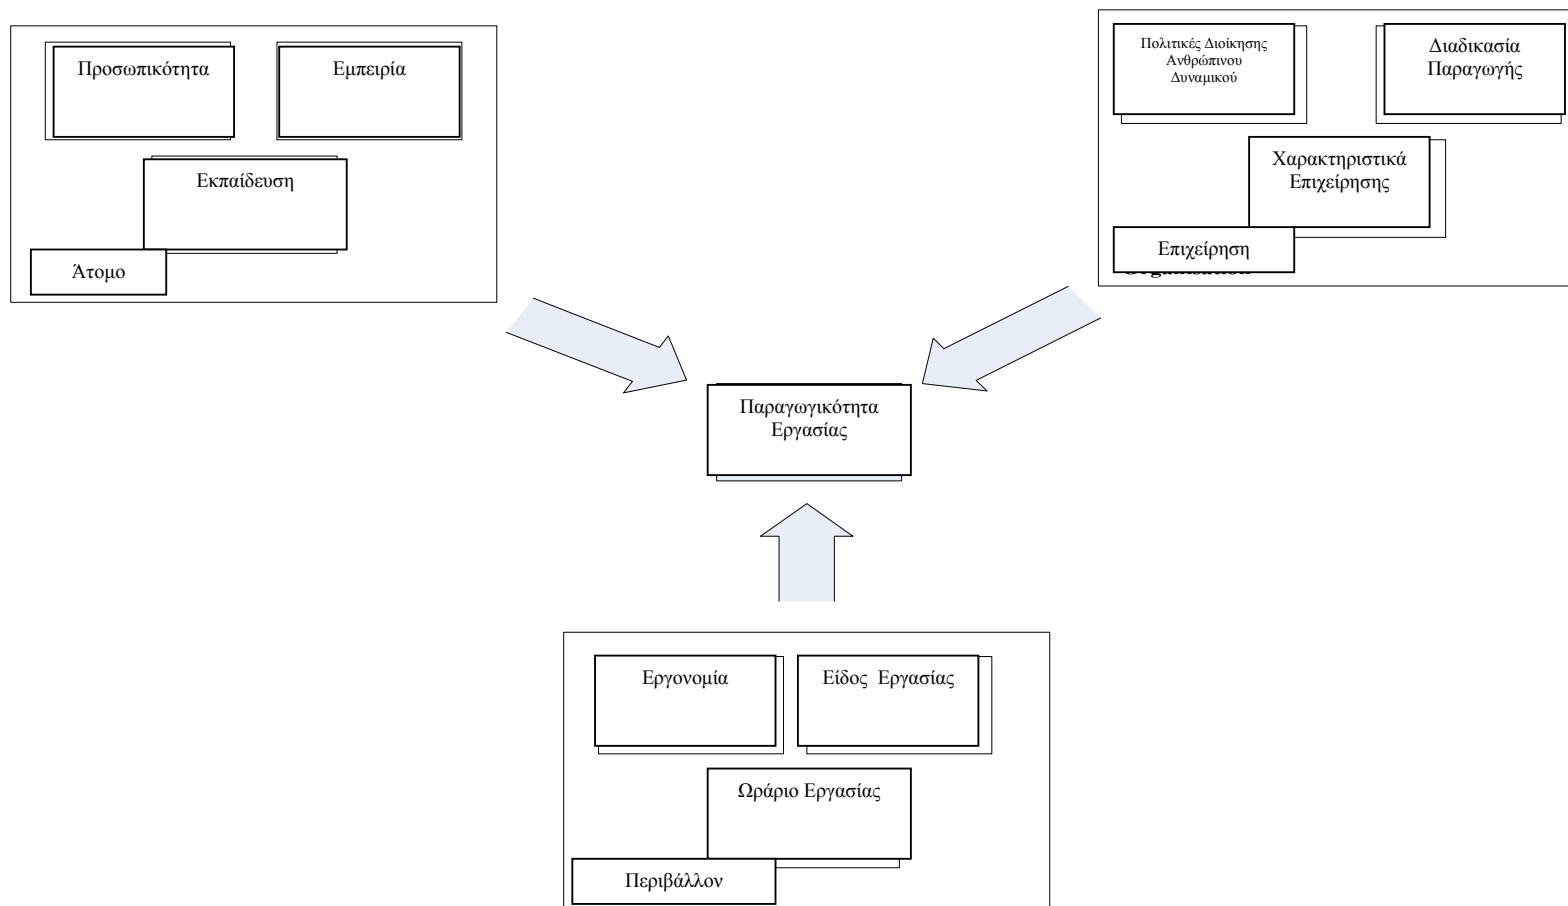 Προσωπικότητα
Εμπειρία
Εκπαίδευση
Άτομο
Πολιτικές Διοίκησης
Ανθρώπινου
Δυναμικού
Διαδικασία
Παραγωγής
Χαρακτηριστικά
Επιχείρησης
Επιχείρηση
Organisation
Παραγωγικότητα
Εργασίας
Εργονομία
Είδος Εργασίας
Ωράριο Εργασίας
Περιβάλλον